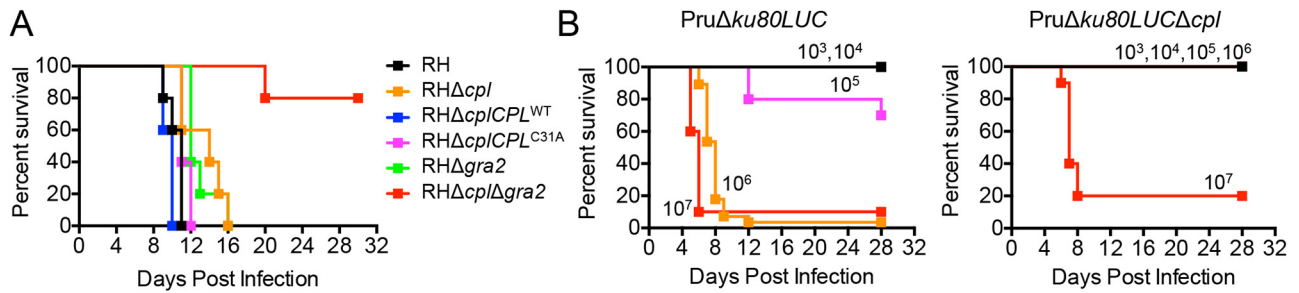 A
Percent survival
100
80
60
40
20
0
0 4 8 12 16 20 24 28 32
Days Post Infection
RH
RHΔcpl
RHΔcplCPL^WT
RHΔcplCPL^C31A
RHΔgra2
RHΔcplΔgra2
B
PruΔku80LUC
Percent survival
100
80
60
40
20
0
10³,10⁴
10⁵
10⁶
10⁷
0 4 8 12 16 20 24 28 32
Days Post Infection
PruΔku80LUCΔcpl
Percent survival
100
80
60
40
20
0
10³,10⁴,10⁵,10⁶
10⁷
0 4 8 12 16 20 24 28 32
Days Post Infection